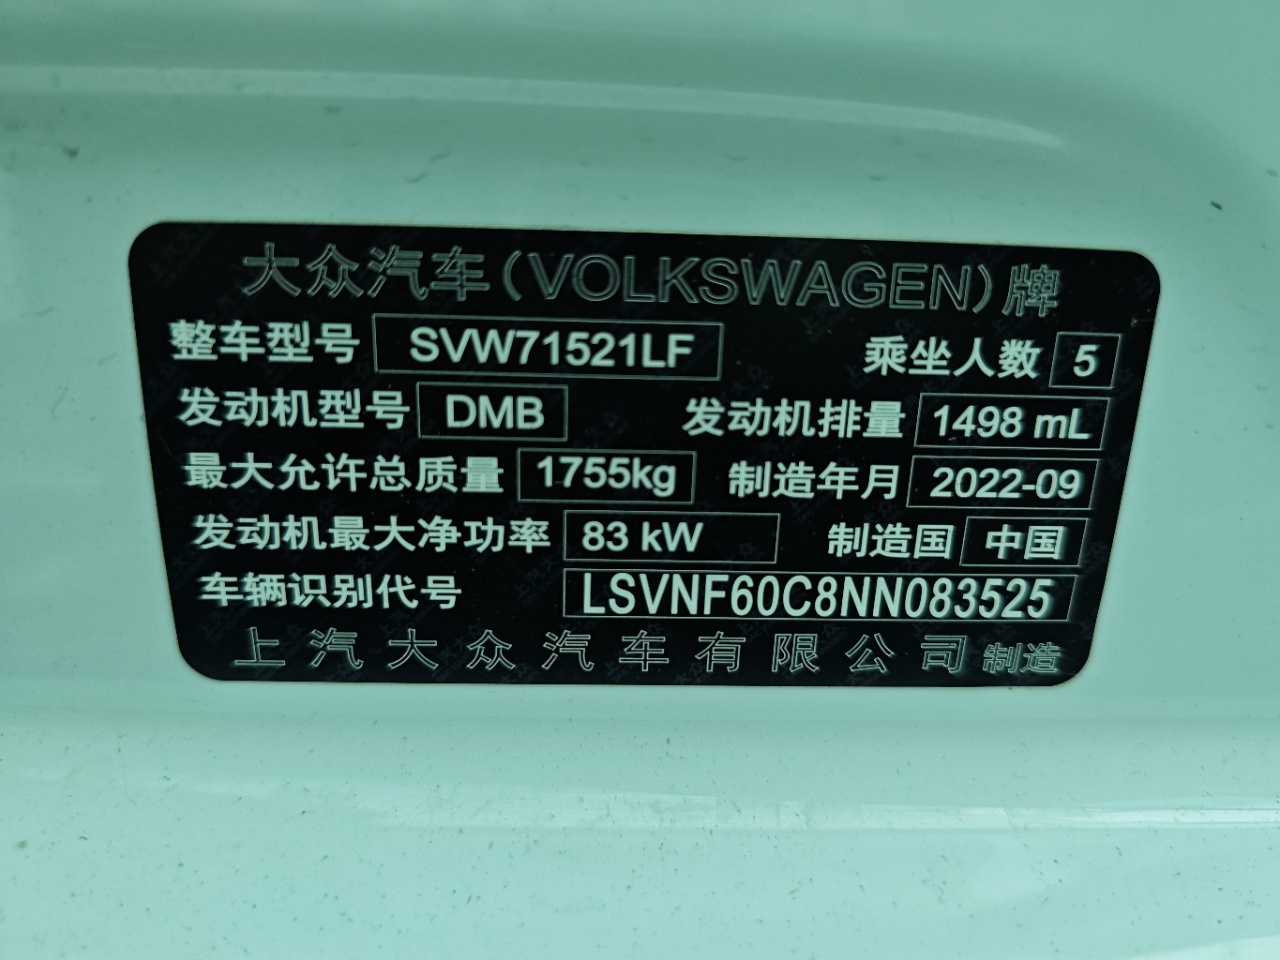 大众汽车(VOLKSWAGEN)牌
整车型号 SVW71521LF 乘坐人数 5
发动机型号 DMB 发动机排量 1498 mL
最大允许总质量 1755kg 制造年月 2022-09
发动机最大净功率 83 kW 制造国 中国
车辆识别代号 LSVNF60C8NN083525
上汽大众汽车有限公司 制造